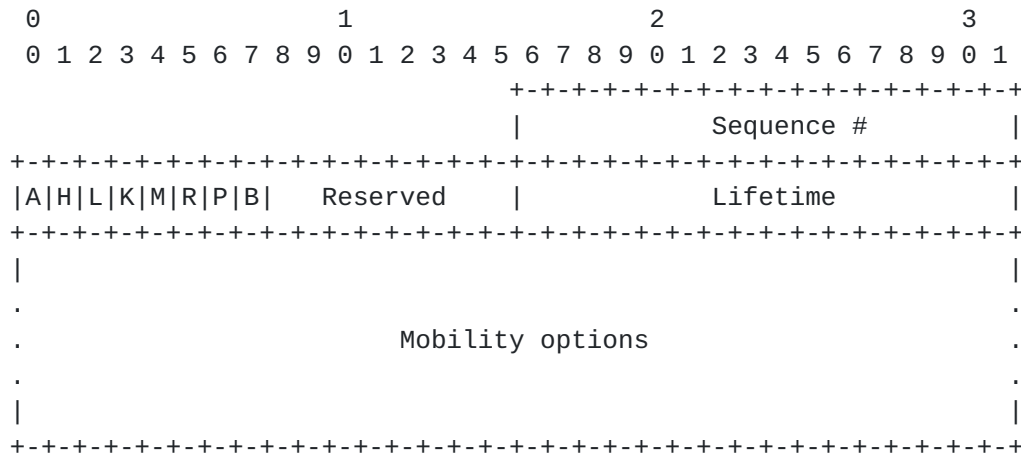 0                   1                   2                   3
 0 1 2 3 4 5 6 7 8 9 0 1 2 3 4 5 6 7 8 9 0 1 2 3 4 5 6 7 8 9 0 1
                                +-+-+-+-+-+-+-+-+-+-+-+-+-+-+-+-+
                                |            Sequence #         |
+-+-+-+-+-+-+-+-+-+-+-+-+-+-+-+-+-+-+-+-+-+-+-+-+-+-+-+-+-+-+-+-+
|A|H|L|K|M|R|P|B|   Reserved    |            Lifetime           |
+-+-+-+-+-+-+-+-+-+-+-+-+-+-+-+-+-+-+-+-+-+-+-+-+-+-+-+-+-+-+-+-+
|                                                               |
.                                                               .
.                        Mobility options                       .
.                                                               .
|                                                               |
+-+-+-+-+-+-+-+-+-+-+-+-+-+-+-+-+-+-+-+-+-+-+-+-+-+-+-+-+-+-+-+-+